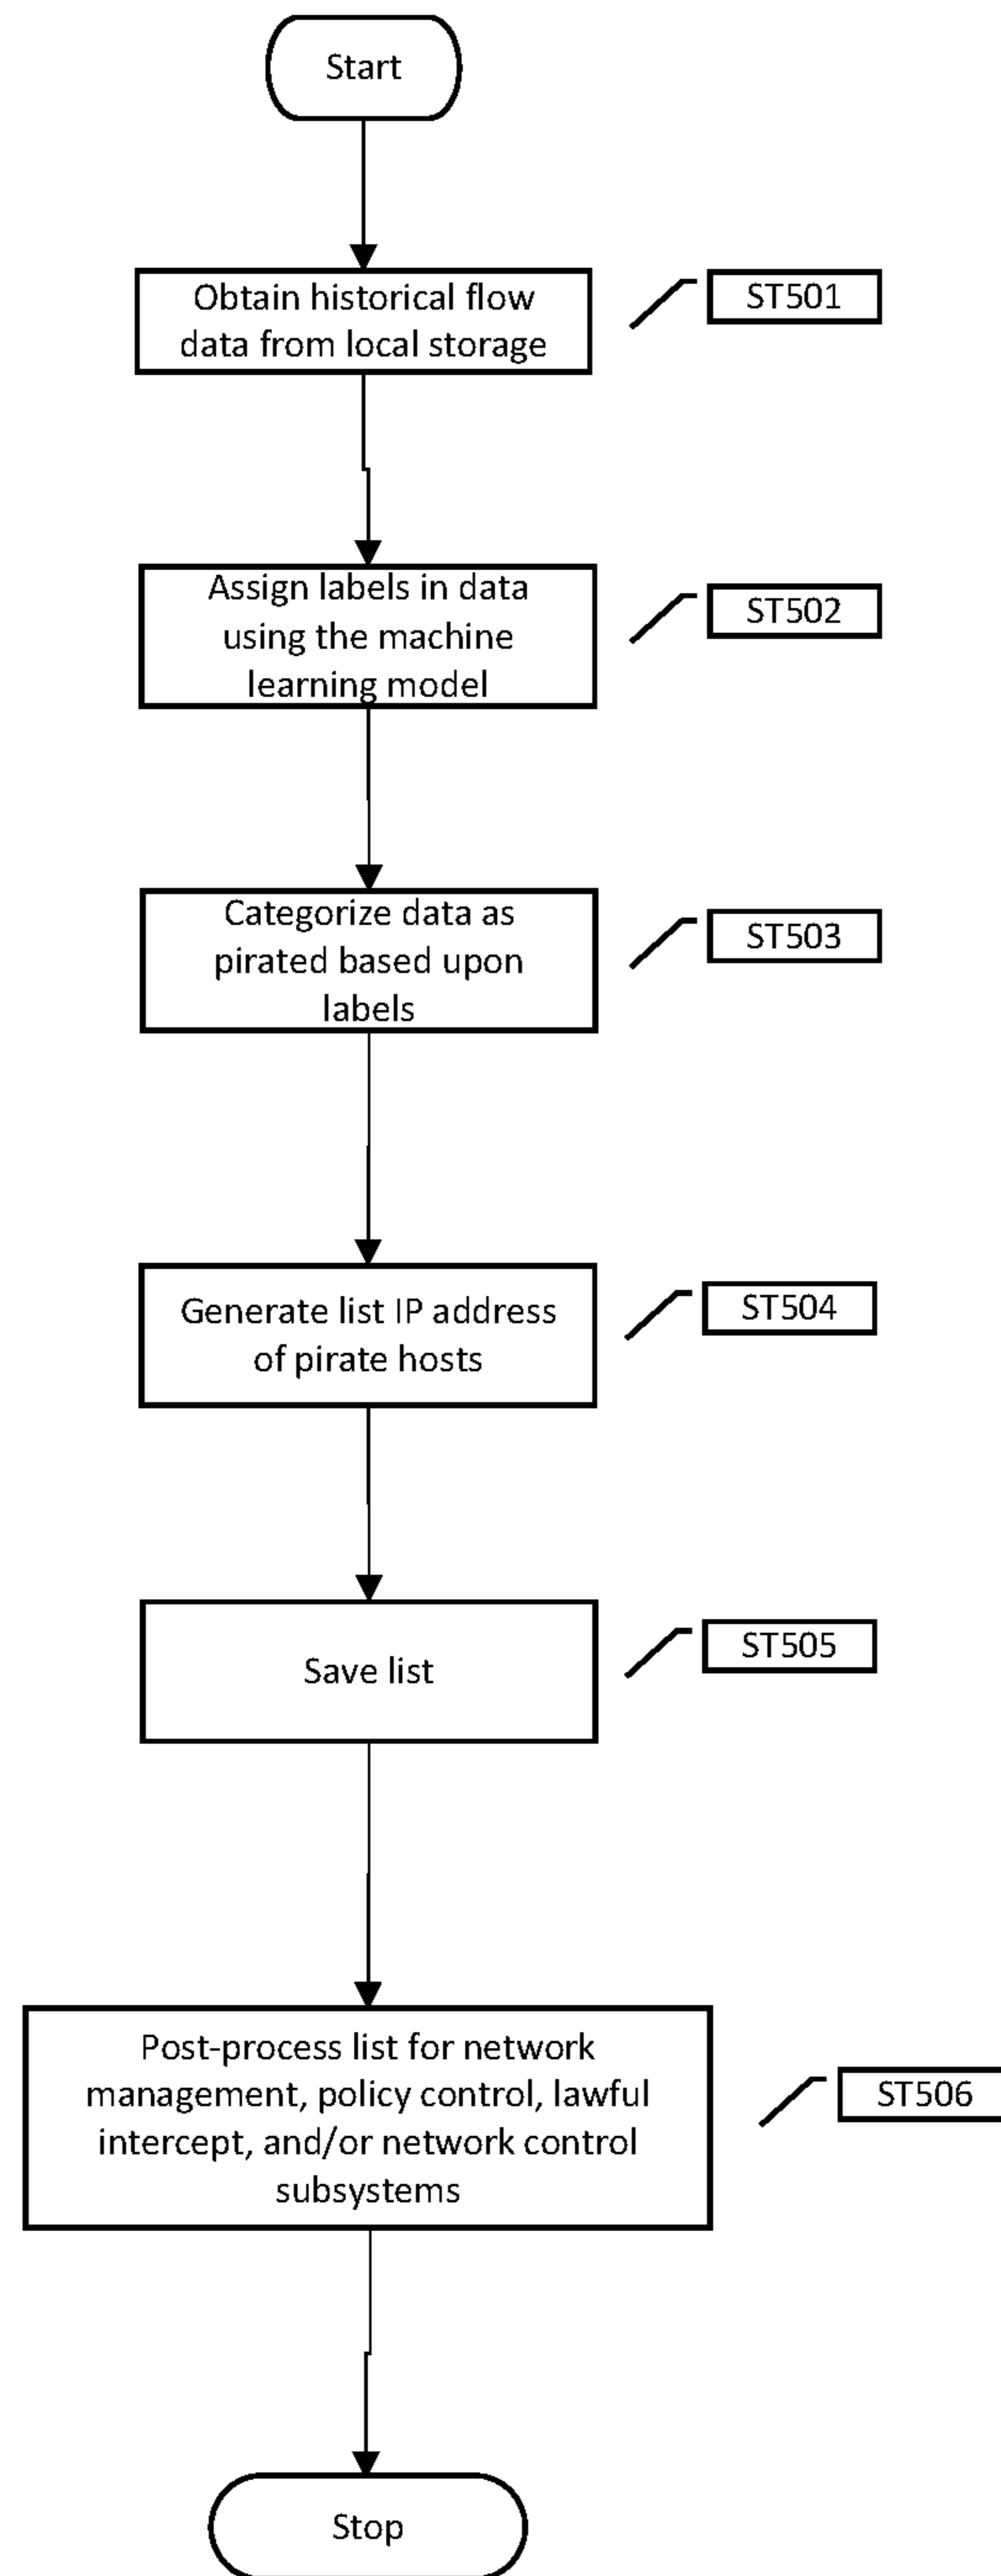 Start
Obtain historical flow
data from local storage
ST501
Assign labels in data
using the machine
learning model
ST502
Categorize data as
pirated based upon
labels
ST503
Generate list IP address
of pirate hosts
ST504
Save list
ST505
Post-process list for network
management, policy control, lawful
intercept, and/or network control
subsystems
ST506
Stop